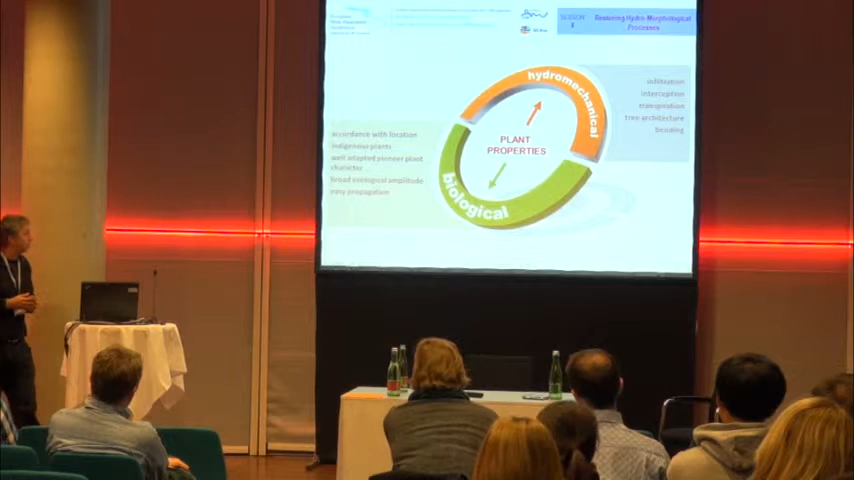 SESSION
Restoring Hydro-Morphological
Processes
hydromechanical
infiltration
interception
transpiration
tree architecture
bending
PLANT
PROPERTIES
accordance with location
indigenous plants
well adapted pioneer plant
character
broad ecological amplitude
easy propagation
biological